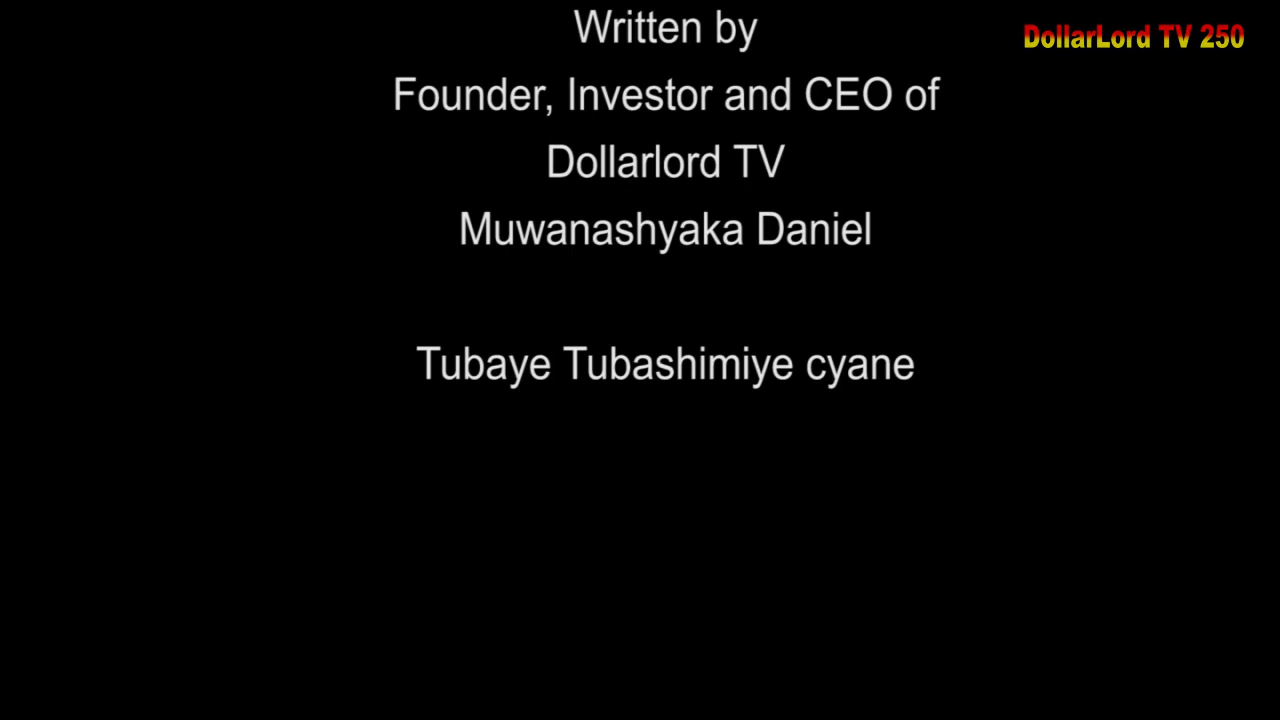 Written by
DollarLord TV 250
Founder, Investor and CEO of
Dollarlord TV
Muwanashyaka Daniel
Tubaye Tubashimiye cyane